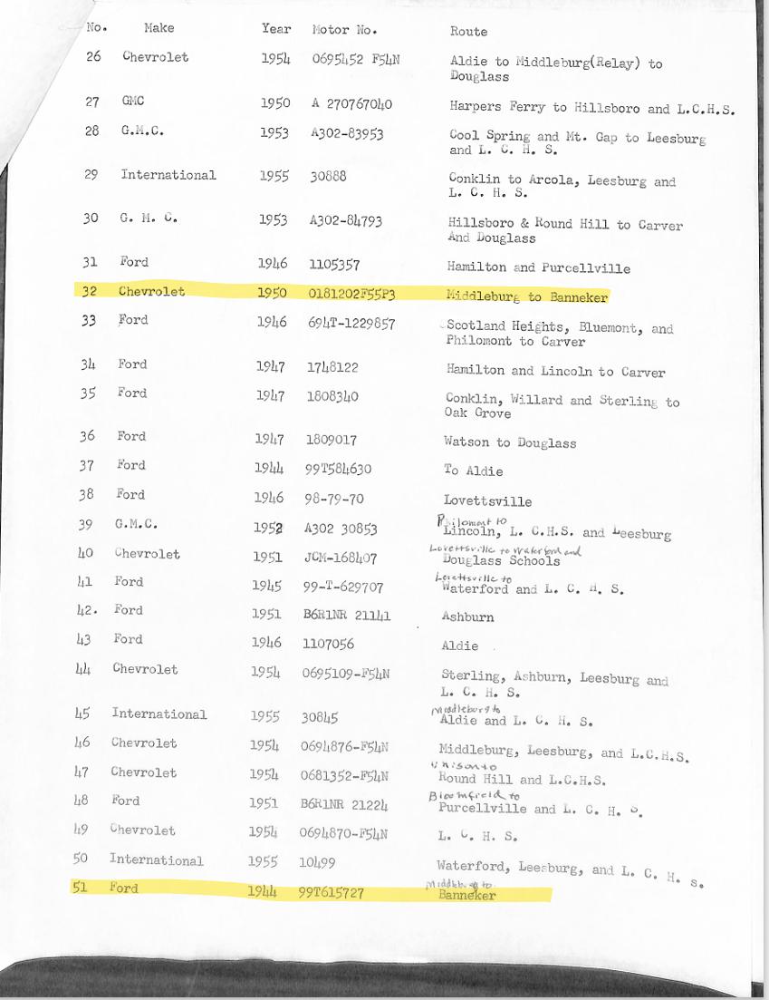 No. Make Year Motor No. Route
26 Chevrolet 1954 0695452 F54N Aldie to Middleburg(Relay) to
Douglass
27 GMC 1950 A 270767040 Harpers Ferry to Hillsboro and L.C.H.S.
28 G.M.C. 1953 A302-83953 Cool Spring and Mt. Gap to Leesburg
and L. C. H. S.
29 International 1955 30888 Conklin to Arcola, Leesburg and
L. C. H. S.
30 G. M. C. 1953 A302-84793 Hillsboro & Round Hill to Carver
And Douglass
31 Ford 1946 1105357 Hamilton and Purcellville
32 Chevrolet 1950 0181202F55P3 Middleburg to Banneker
33 Ford 1946 694T-1229857 Scotland Heights, Bluemont, and
Philomont to Carver
34 Ford 1947 1748122 Hamilton and Lincoln to Carver
35 Ford 1947 1808340 Conklin, Willard and Sterling to
Oak Grove
36 Ford 1947 1809017 Watson to Douglass
37 Ford 1944 99T584630 To Aldie
38 Ford 1946 98-79-70 Lovettsville
Philomont to
39 G.M.C. 1952 A302 30853 Lincoln, L. C.H.S. and Leesburg
Lovettsville to Waterford and
40 Chevrolet 1951 JCM-168407 Douglass Schools
Lovettsville to
41 Ford 1945 99-T-629707 Waterford and L. C. H. S.
42. Ford 1951 B6R1NR 21141 Ashburn
43 Ford 1946 1107056 Aldie
44 Chevrolet 1954 0695109-F54N Sterling, Ashburn, Leesburg and
L. C. H. S.
Middleburg to
45 International 1955 30845 Aldie and L. C. H. S.
46 Chevrolet 1954 0694876-F54N Middleburg, Leesburg, and L.C.H.S.
Unison to
47 Chevrolet 1954 0681352-F54N Round Hill and L.C.H.S.
Bloomfield to
48 Ford 1951 B6R1NR 21224 Purcellville and L. C. H. S.
49 Chevrolet 1954 0694870-F54N L. C. H. S.
50 International 1955 10499 Waterford, Leesburg, and L. C. H. S.
Middleburg to
51 Ford 1944 99T615727 Banneker